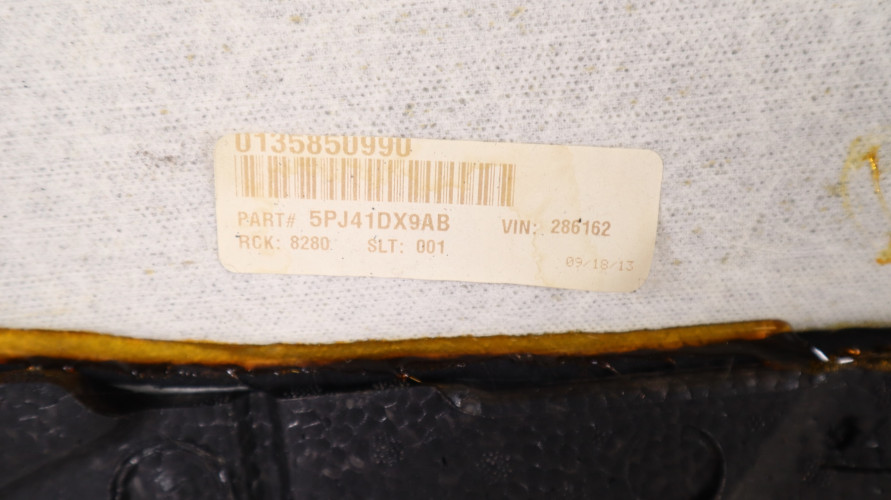 0135850990
PART# 5PJ41DX9AB VIN: 286162
RCK: 8280 SLT: 001
09/18/13